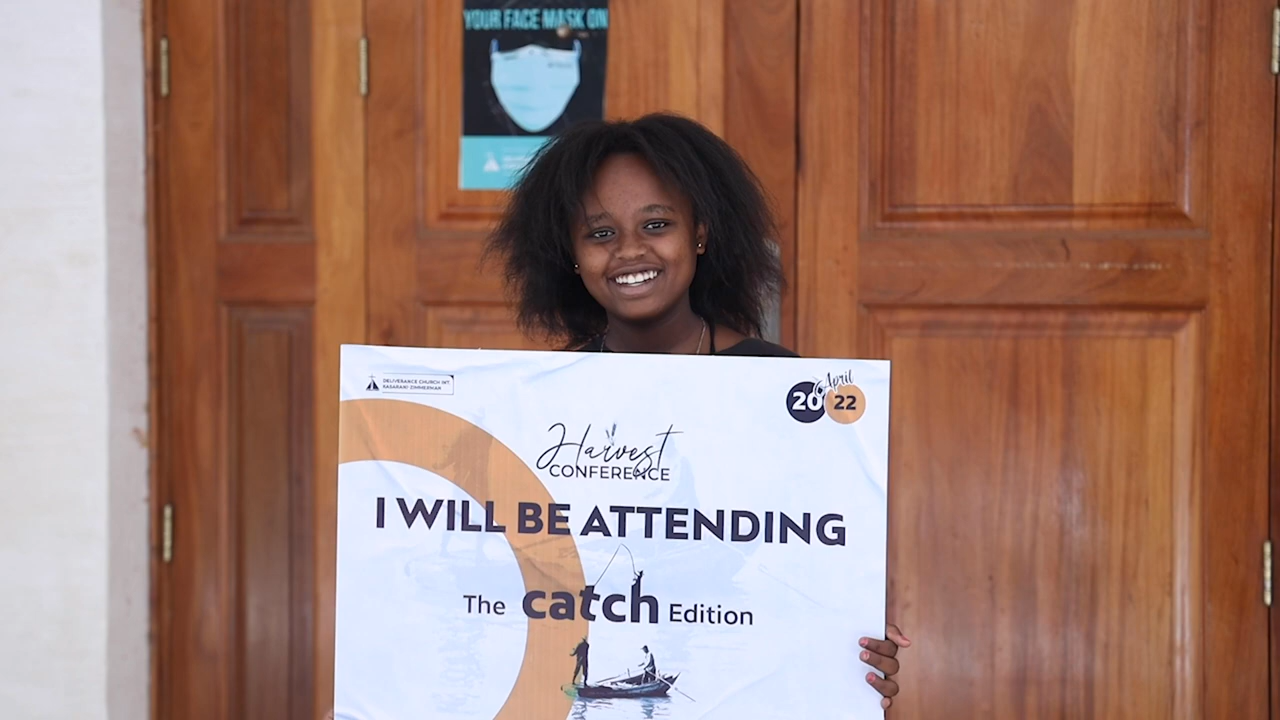 YOUR FACE MASK ON
DELIVERANCE CHURCH INT.
KASARANI ZIMMERMAN
April
20 22
Harvest
CONFERENCE
I WILL BE ATTENDING
The catch Edition